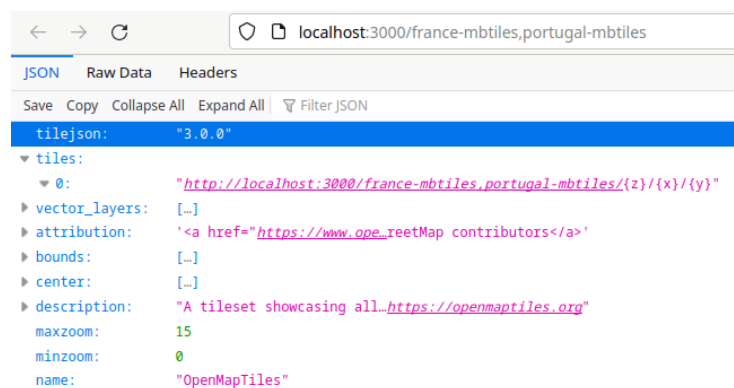 localhost:3000/france-mbtiles,portugal-mbtiles
JSON Raw Data Headers
Save Copy Collapse All Expand All Filter JSON
tilejson: "3.0.0"
tiles:
0: "http://localhost:3000/france-mbtiles,portugal-mbtiles/{z}/{x}/{y}"
vector_layers: […]
attribution: '<a href="https://www.ope…reetMap contributors</a>'
bounds: […]
center: […]
description: "A tileset showcasing all…https://openmaptiles.org"
maxzoom: 15
minzoom: 0
name: "OpenMapTiles"